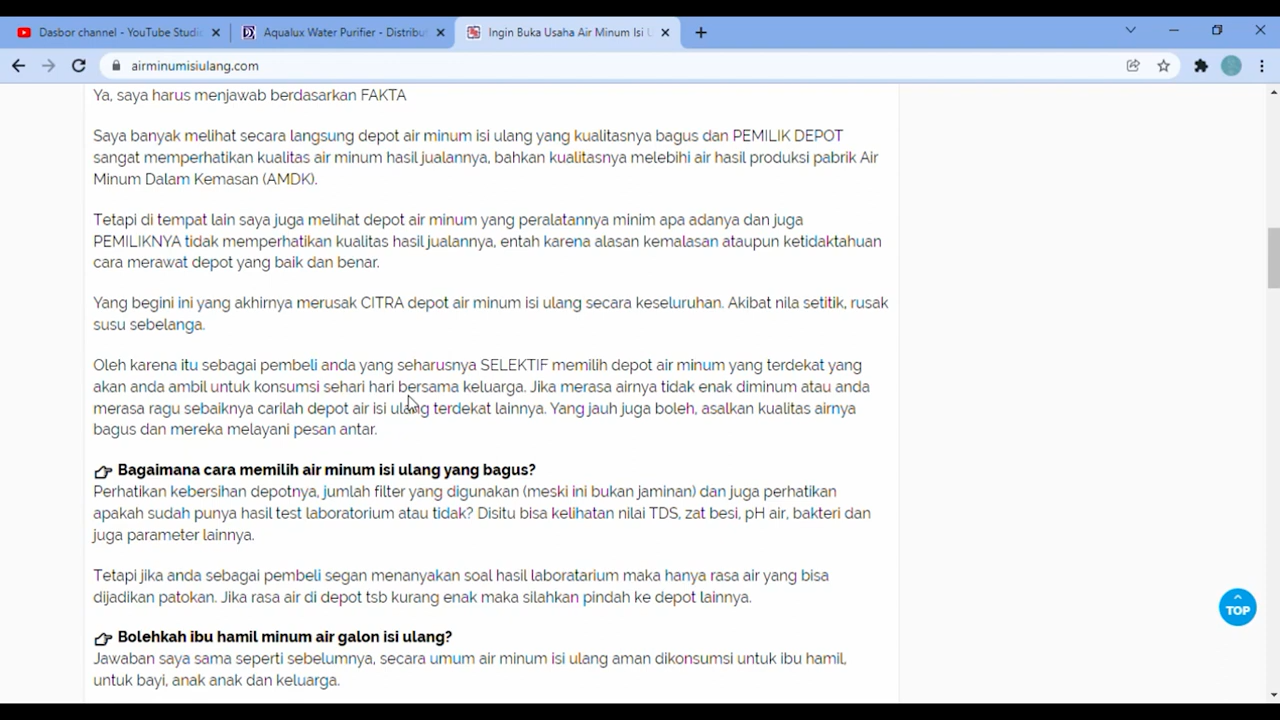 Dasbor channel - YouTube Studio
Aqualux Water Purifier - Distribut
Ingin Buka Usaha Air Minum Isi U
airminumisiulang.com
Ya, saya harus menjawab berdasarkan FAKTA
Saya banyak melihat secara langsung depot air minum isi ulang yang kualitasnya bagus dan PEMILIK DEPOT
sangat memperhatikan kualitas air minum hasil jualannya, bahkan kualitasnya melebihi air hasil produksi pabrik Air
Minum Dalam Kemasan (AMDK).
Tetapi di tempat lain saya juga melihat depot air minum yang peralatannya minim apa adanya dan juga
PEMILIKNYA tidak memperhatikan kualitas hasil jualannya, entah karena alasan kemalasan ataupun ketidaktahuan
cara merawat depot yang baik dan benar.
Yang begini ini yang akhirnya merusak CITRA depot air minum isi ulang secara keseluruhan. Akibat nila setitik, rusak
susu sebelanga.
Oleh karena itu sebagai pembeli anda yang seharusnya SELEKTIF memilih depot air minum yang terdekat yang
akan anda ambil untuk konsumsi sehari hari bersama keluarga. Jika merasa airnya tidak enak diminum atau anda
merasa ragu sebaiknya carilah depot air isi ulang terdekat lainnya. Yang jauh juga boleh, asalkan kualitas airnya
bagus dan mereka melayani pesan antar.
Bagaimana cara memilih air minum isi ulang yang bagus?
Perhatikan kebersihan depotnya, jumlah filter yang digunakan (meski ini bukan jaminan) dan juga perhatikan
apakah sudah punya hasil test laboratorium atau tidak? Disitu bisa kelihatan nilai TDS, zat besi, pH air, bakteri dan
juga parameter lainnya.
Tetapi jika anda sebagai pembeli segan menanyakan soal hasil laboratarium maka hanya rasa air yang bisa
dijadikan patokan. Jika rasa air di depot tsb kurang enak maka silahkan pindah ke depot lainnya.
TOP
Bolehkah ibu hamil minum air galon isi ulang?
Jawaban saya sama seperti sebelumnya, secara umum air minum isi ulang aman dikonsumsi untuk ibu hamil,
untuk bayi, anak anak dan keluarga.